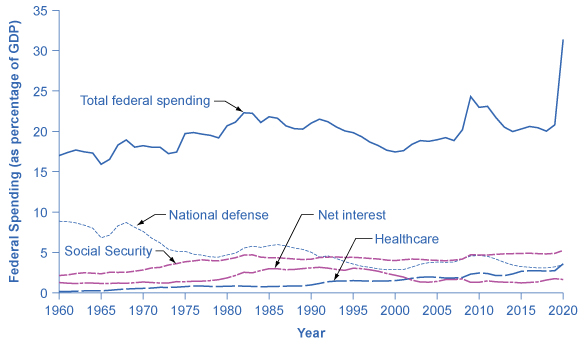 Federal Spending (as percentage of GDP)
35
30
25
20
15
10
5
0
Total federal spending
National defense
Net interest
Social Security
Healthcare
1960 1965 1970 1975 1980 1985 1990 1995 2000 2005 2010 2015 2020
Year